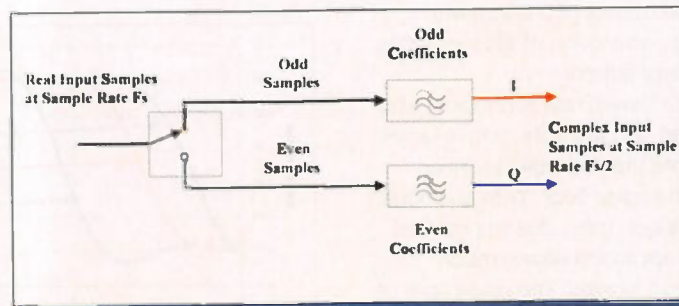 Odd
Coefficients
Real Input Samples
at Sample Rate Fs
Odd
Samples
I
Complex Input
Samples at Sample
Rate Fs/2
Even
Samples
Q
Even
Coefficients